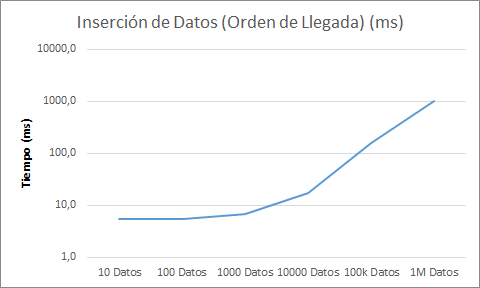 Inserción de Datos (Orden de Llegada) (ms)
10000,0
1000,0
100,0
10,0
1,0
Tiempo (ms)
10 Datos 100 Datos 1000 Datos 10000 Datos 100k Datos 1M Datos